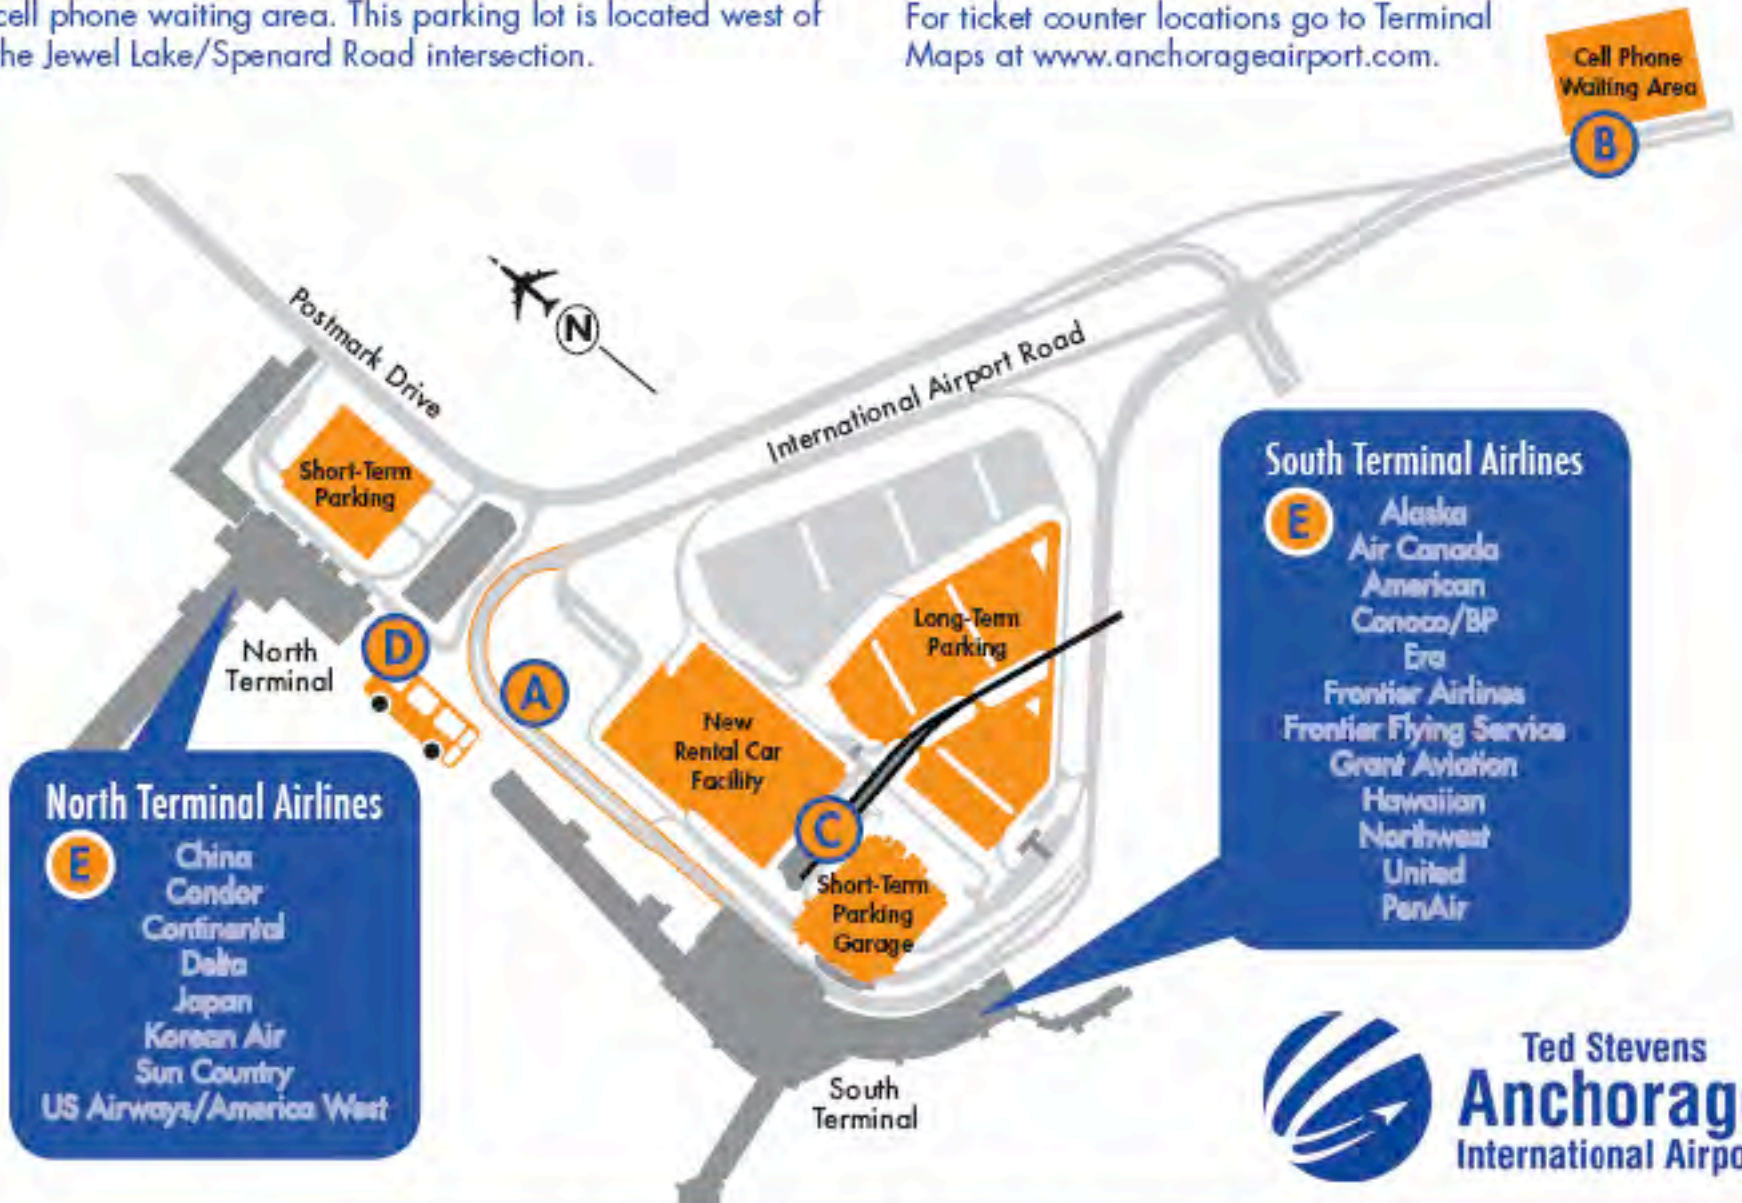 cell phone waiting area. This parking lot is located west of
he Jewel Lake/Spenard Road intersection.
For ticket counter locations go to Terminal
Maps at www.anchorageairport.com.
Cell Phone
Waiting Area
B
Postmark Drive
N
International Airport Road
Short-Term
Parking
North
Terminal
D
A
New
Rental Car
Facility
Long-Term
Parking
C
Short-Term
Parking
Garage
South
Terminal
North Terminal Airlines
E
China
Condor
Continental
Delta
Japan
Korean Air
Sun Country
US Airways/America West
South Terminal Airlines
E
Alaska
Air Canada
American
Conoco/BP
Era
Frontier Airlines
Frontier Flying Service
Grant Aviation
Hawaiian
Northwest
United
PenAir
Ted Stevens
Anchorag
International Airpo